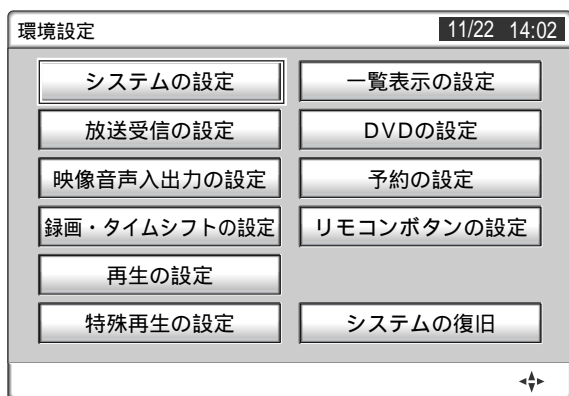 環境設定 11/22 14:02
システムの設定 一覧表示の設定
放送受信の設定 DVDの設定
映像音声入出力の設定 予約の設定
録画・タイムシフトの設定 リモコンボタンの設定
再生の設定
特殊再生の設定 システムの復旧